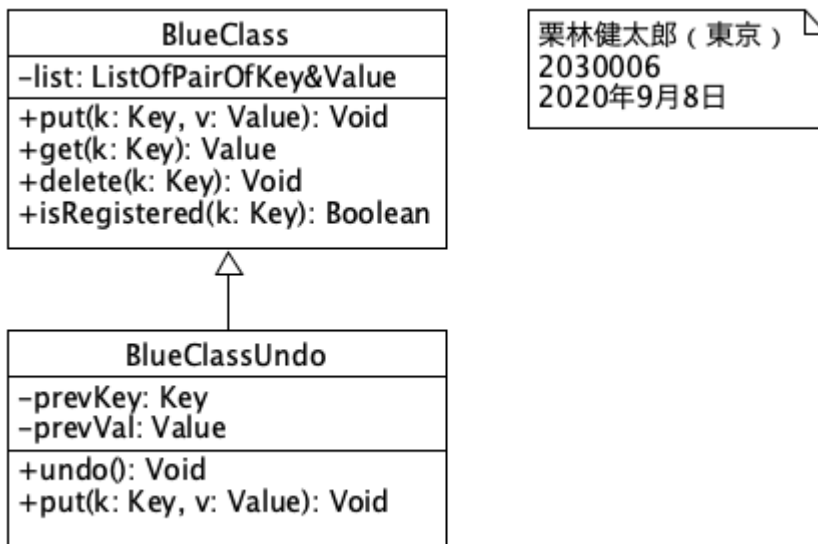 BlueClass
-list: ListOfPairOfKey&Value
+put(k: Key, v: Value): Void
+get(k: Key): Value
+delete(k: Key): Void
+isRegistered(k: Key): Boolean
BlueClassUndo
-prevKey: Key
-prevVal: Value
+undo(): Void
+put(k: Key, v: Value): Void
栗林健太郎（東京）
2030006
2020年9月8日